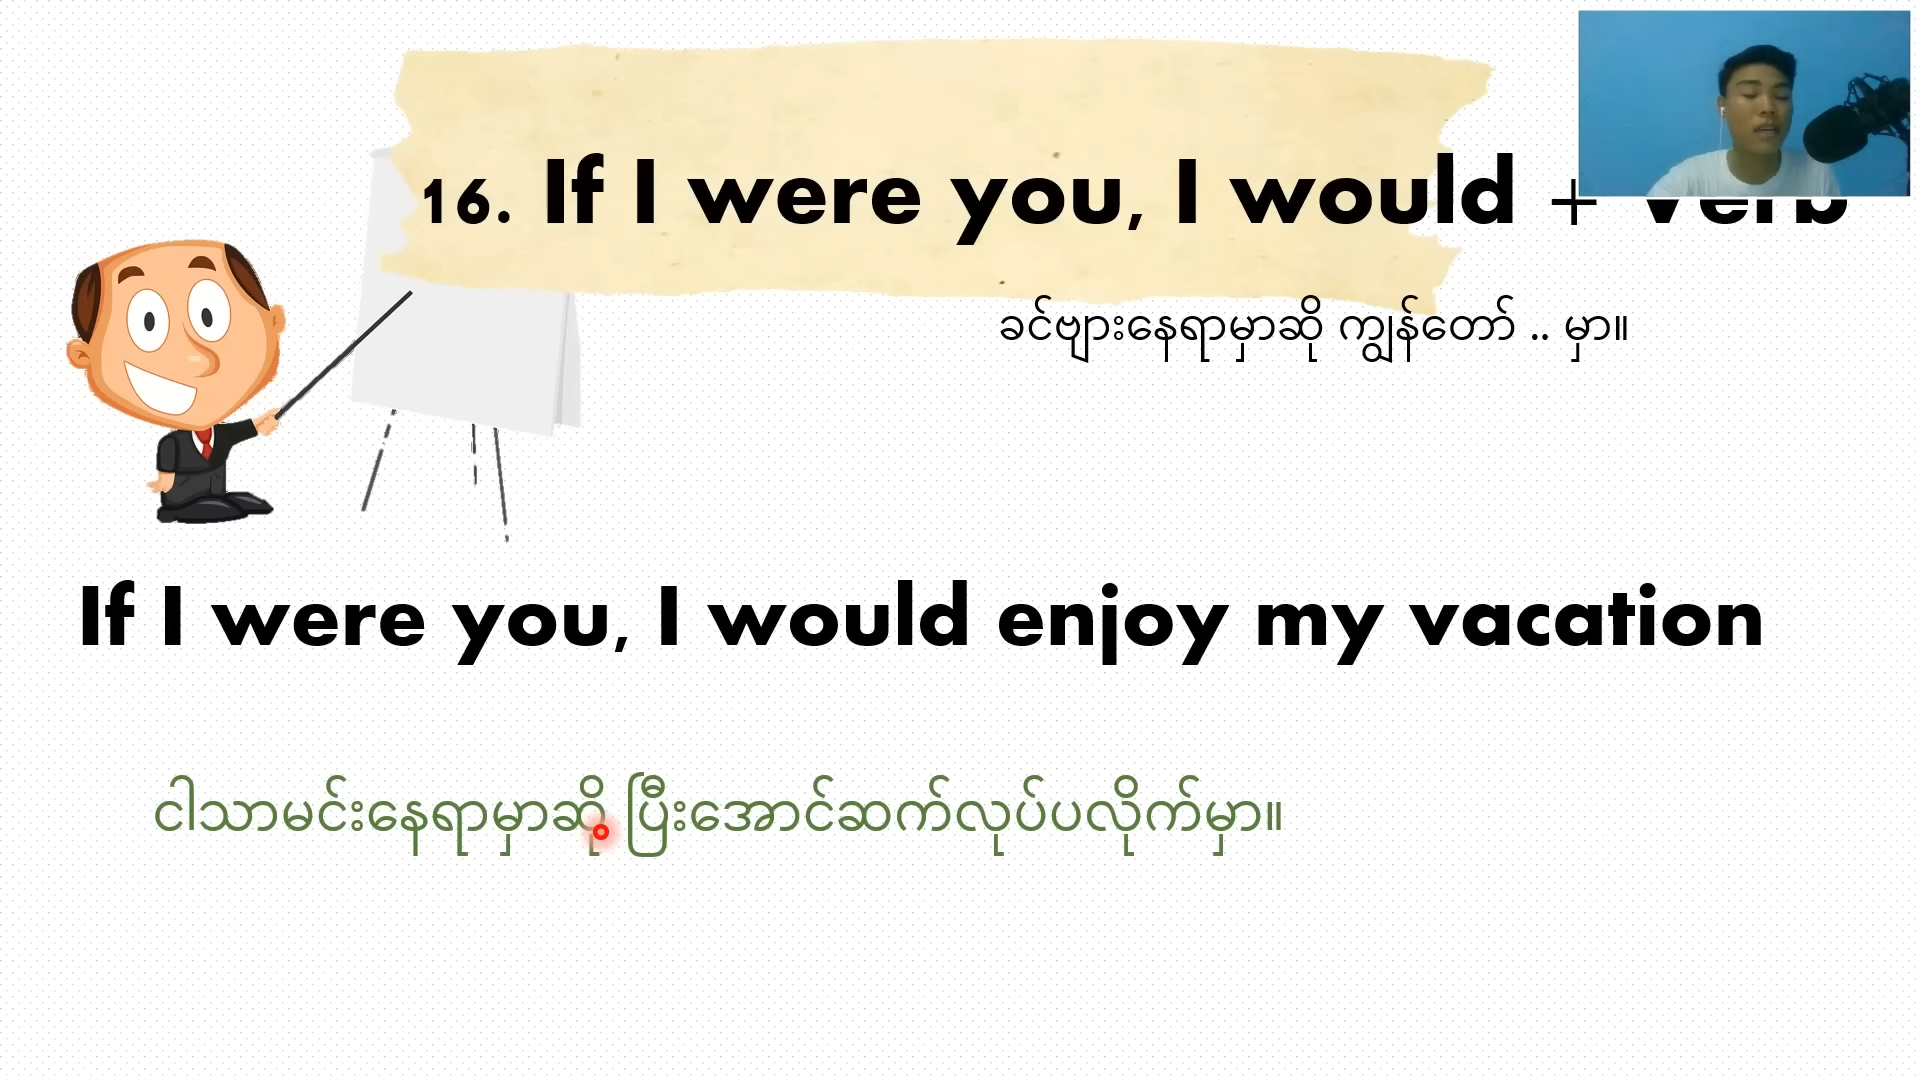 16. If I were you, I would + Verb
ခင်ဗျားနေရာမှာဆို ကျွန်တော် .. မှာ။
If I were you, I would enjoy my vacation
ငါသာမင်းနေရာမှာဆို ပြီးအောင်ဆက်လုပ်ပလိုက်မှာ။